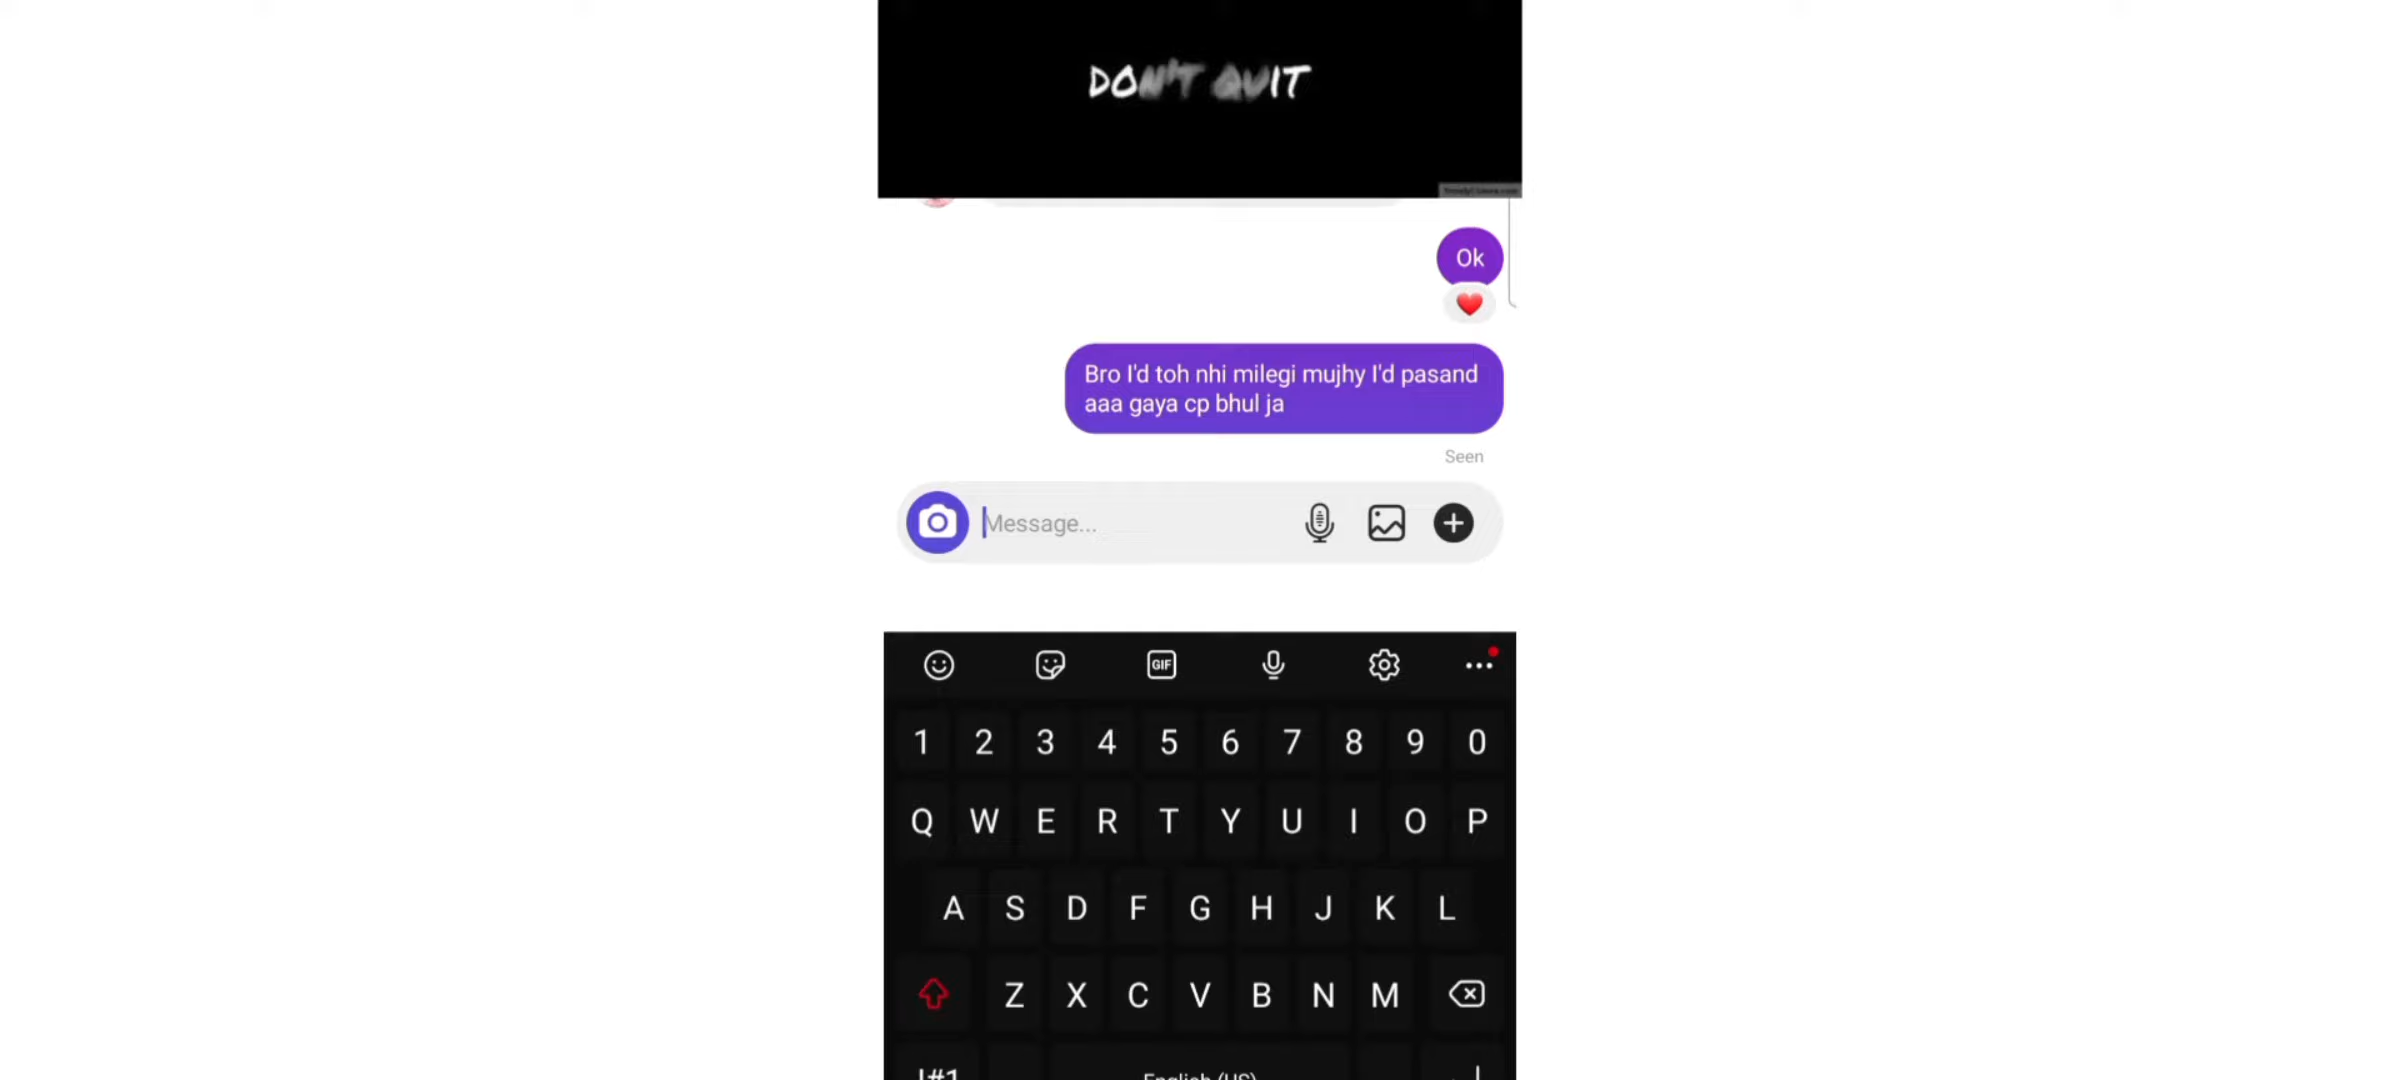 DON'T QUIT
Ok
Bro I'd toh nhi milegi mujhy I'd pasand
aaa gaya cp bhul ja
Seen
Message...
GIF
1 2 3 4 5 6 7 8 9 0
Q W E R T Y U I O P
A S D F G H J K L
Z X C V B N M
!#1 English (US)